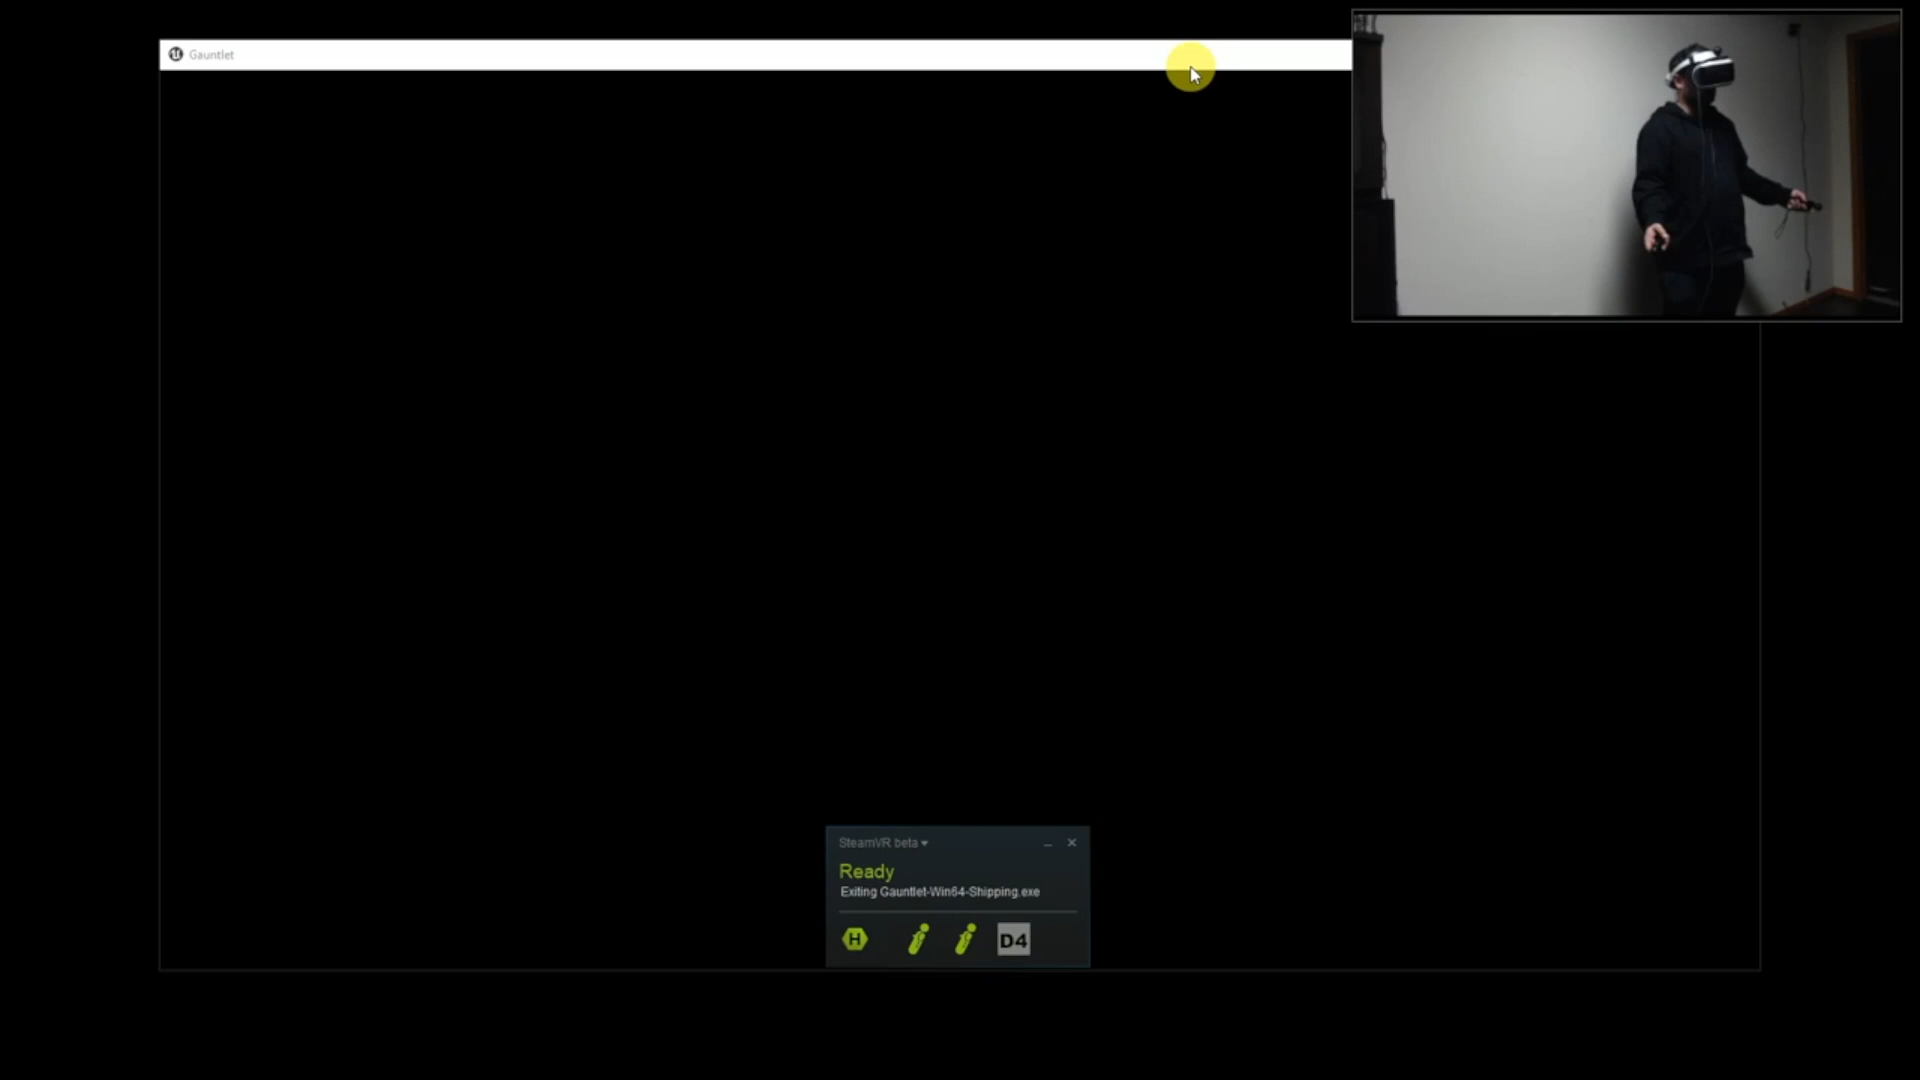 Gauntlet
SteamVR beta
Ready
Exiting Gauntlet-Win64-Shipping.exe
H
D4